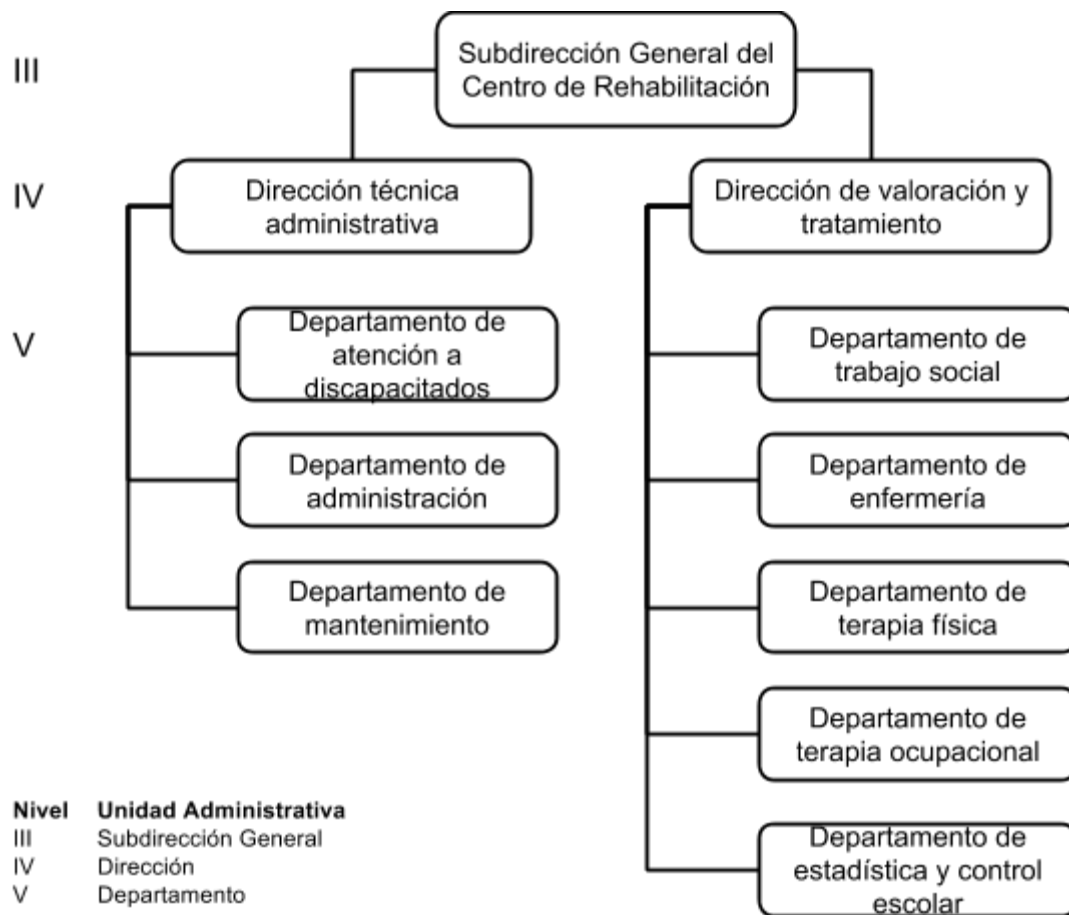 III
Subdirección General del
Centro de Rehabilitación
IV
Dirección técnica
administrativa
Dirección de valoración y
tratamiento
V
Departamento de
atención a
discapacitados
Departamento de
administración
Departamento de
mantenimiento
Departamento de
trabajo social
Departamento de
enfermería
Departamento de
terapia física
Departamento de
terapia ocupacional
Departamento de
estadística y control
escolar
Nivel Unidad Administrativa
III Subdirección General
IV Dirección
V Departamento